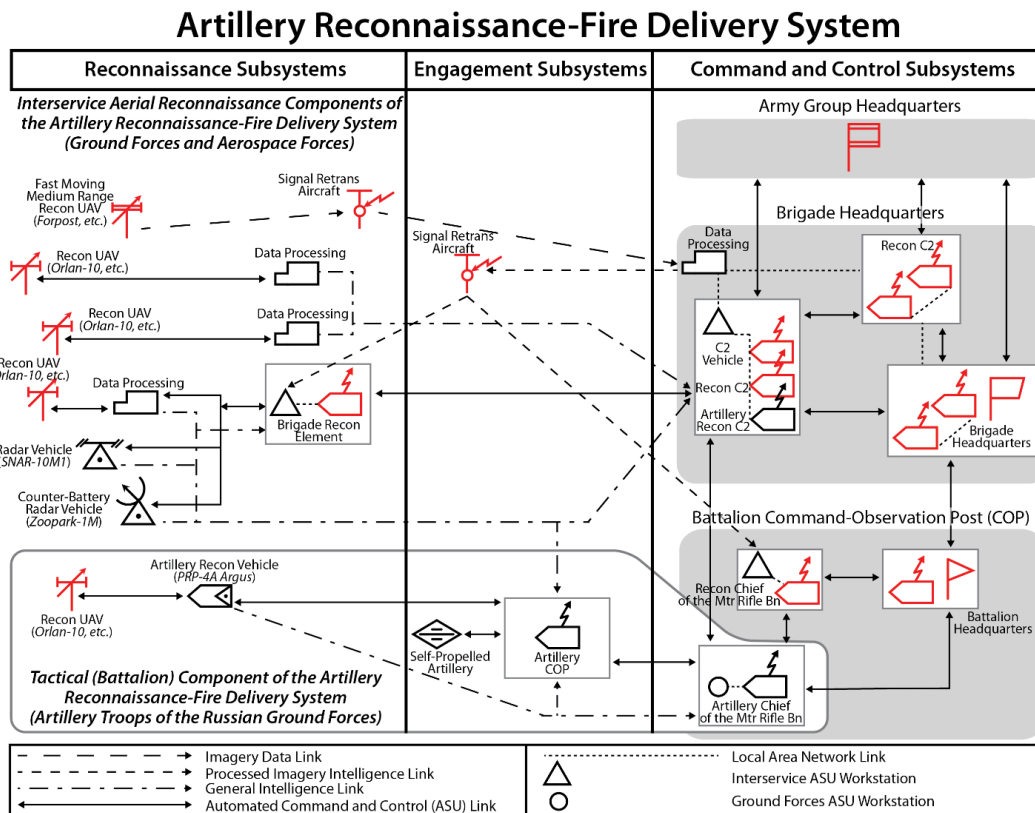 Artillery Reconnaissance-Fire Delivery System
Reconnaissance Subsystems
Engagement Subsystems
Command and Control Subsystems
Interservice Aerial Reconnaissance Components of
the Artillery Reconnaissance-Fire Delivery System
(Ground Forces and Aerospace Forces)
Army Group Headquarters
Fast Moving
Medium Range
Recon UAV
(Forpost, etc.)
Signal Retrans
Aircraft
Signal Retrans
Aircraft
Brigade Headquarters
Data
Processing
Recon C2
Recon UAV
(Orlan-10, etc.)
Data Processing
Recon UAV
(Orlan-10, etc.)
Data Processing
C2
Vehicle
Recon C2
Artillery
Recon C2
Recon UAV
Orlan-10, etc.)
Data Processing
Brigade Recon
Element
Brigade
Headquarters
Radar Vehicle
(SNAR-10M1)
Counter-Battery
Radar Vehicle
(Zoopark-1M)
Battalion Command-Observation Post (COP)
Artillery Recon Vehicle
(PRP-4A Argus)
Recon UAV
(Orlan-10, etc.)
Recon Chief
of the Mtr Rifle Bn
Battalion
Headquarters
Self-Propelled
Artillery
Artillery
COP
Artillery Chief
of the Mtr Rifle Bn
Tactical (Battalion) Component of the Artillery
Reconnaissance-Fire Delivery System
(Artillery Troops of the Russian Ground Forces)
Imagery Data Link
Processed Imagery Intelligence Link
General Intelligence Link
Automated Command and Control (ASU) Link
Local Area Network Link
Interservice ASU Workstation
Ground Forces ASU Workstation